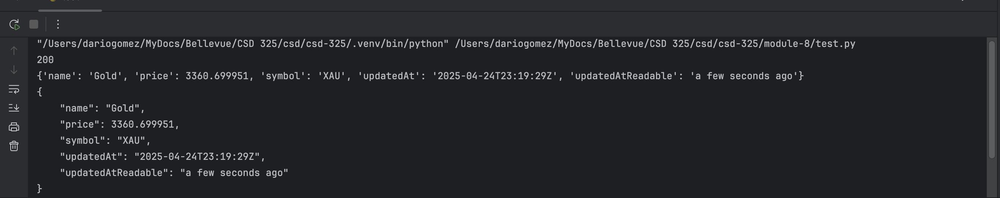 "/Users/dariogomez/MyDocs/Bellevue/CSD 325/csd/csd-325/.venv/bin/python" /Users/dariogomez/MyDocs/Bellevue/CSD 325/csd/csd-325/module-8/test.py
200
{'name': 'Gold', 'price': 3360.699951, 'symbol': 'XAU', 'updatedAt': '2025-04-24T23:19:29Z', 'updatedAtReadable': 'a few seconds ago'}
{
    "name": "Gold",
    "price": 3360.699951,
    "symbol": "XAU",
    "updatedAt": "2025-04-24T23:19:29Z",
    "updatedAtReadable": "a few seconds ago"
}